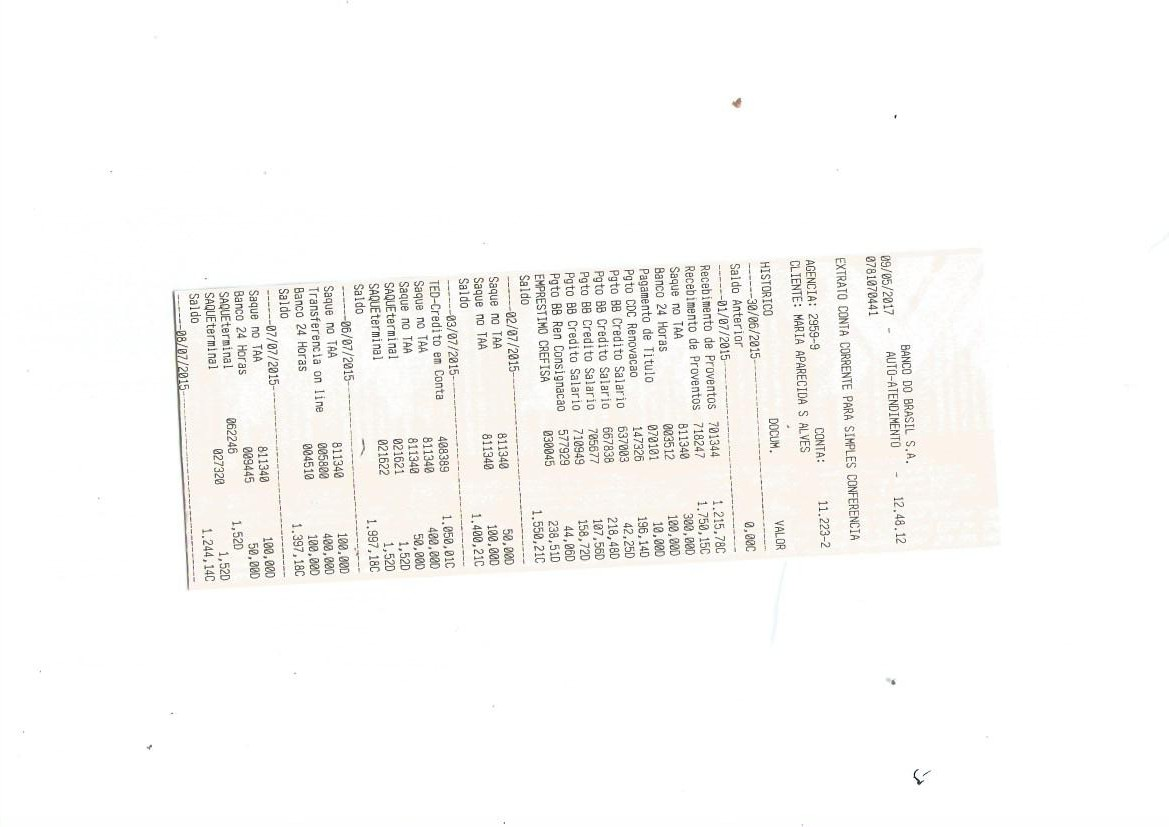 BANCO DO BRASIL S.A.
09/05/2017 - AUTO-ATENDIMENTO - 12.48.12
0781070441
EXTRATO CONTA CORRENTE PARA SIMPLES CONFERENCIA
AGENCIA: 2959-9 CONTA: 11.223-2
CLIENTE: MARIA APARECIDA S ALVES
HISTORICO DOCUM. VALOR
-------30/06/2015-------
Saldo Anterior 0,00C
-------01/07/2015-------
Recebimento de Proventos 701344 1.215,78C
Recebimento de Proventos 718247 1.750,15C
Saque no TAA 811340 300,00D
Banco 24 Horas 003512 100,00D
Pagamento de Titulo 070101 10,00D
Pgto CDC Renovacao 147326 196,14D
Pgto BB Credito Salario 637003 42,25D
Pgto BB Credito Salario 667838 218,48D
Pgto BB Credito Salario 705677 107,56D
Pgto BB Credito Salario 710949 158,72D
Pgto BB Ren Consignacao 577929 44,06D
EMPRESTIMO CREFISA 030045 238,51D
Saldo 1.550,21C
-------02/07/2015-------
Saque no TAA 811340 50,00D
Saque no TAA 811340 100,00D
Saldo 1.400,21C
-------03/07/2015-------
TED-Credito em Conta 408389 1.050,01C
Saque no TAA 811340 400,00D
Saque no TAA 811340 50,00D
SAQUEterminal 021621 1,52D
SAQUEterminal 021622 1,52D
Saldo 1.997,18C
-------06/07/2015-------
Saque no TAA 811340 100,00D
Transferencia on line 005800 400,00D
Banco 24 Horas 004510 100,00D
Saldo 1.397,18C
-------07/07/2015-------
Saque no TAA 811340 100,00D
Banco 24 Horas 009445 50,00D
SAQUEterminal 062246 1,52D
SAQUEterminal 027320 1,52D
Saldo 1.244,14C
-------08/07/2015-------